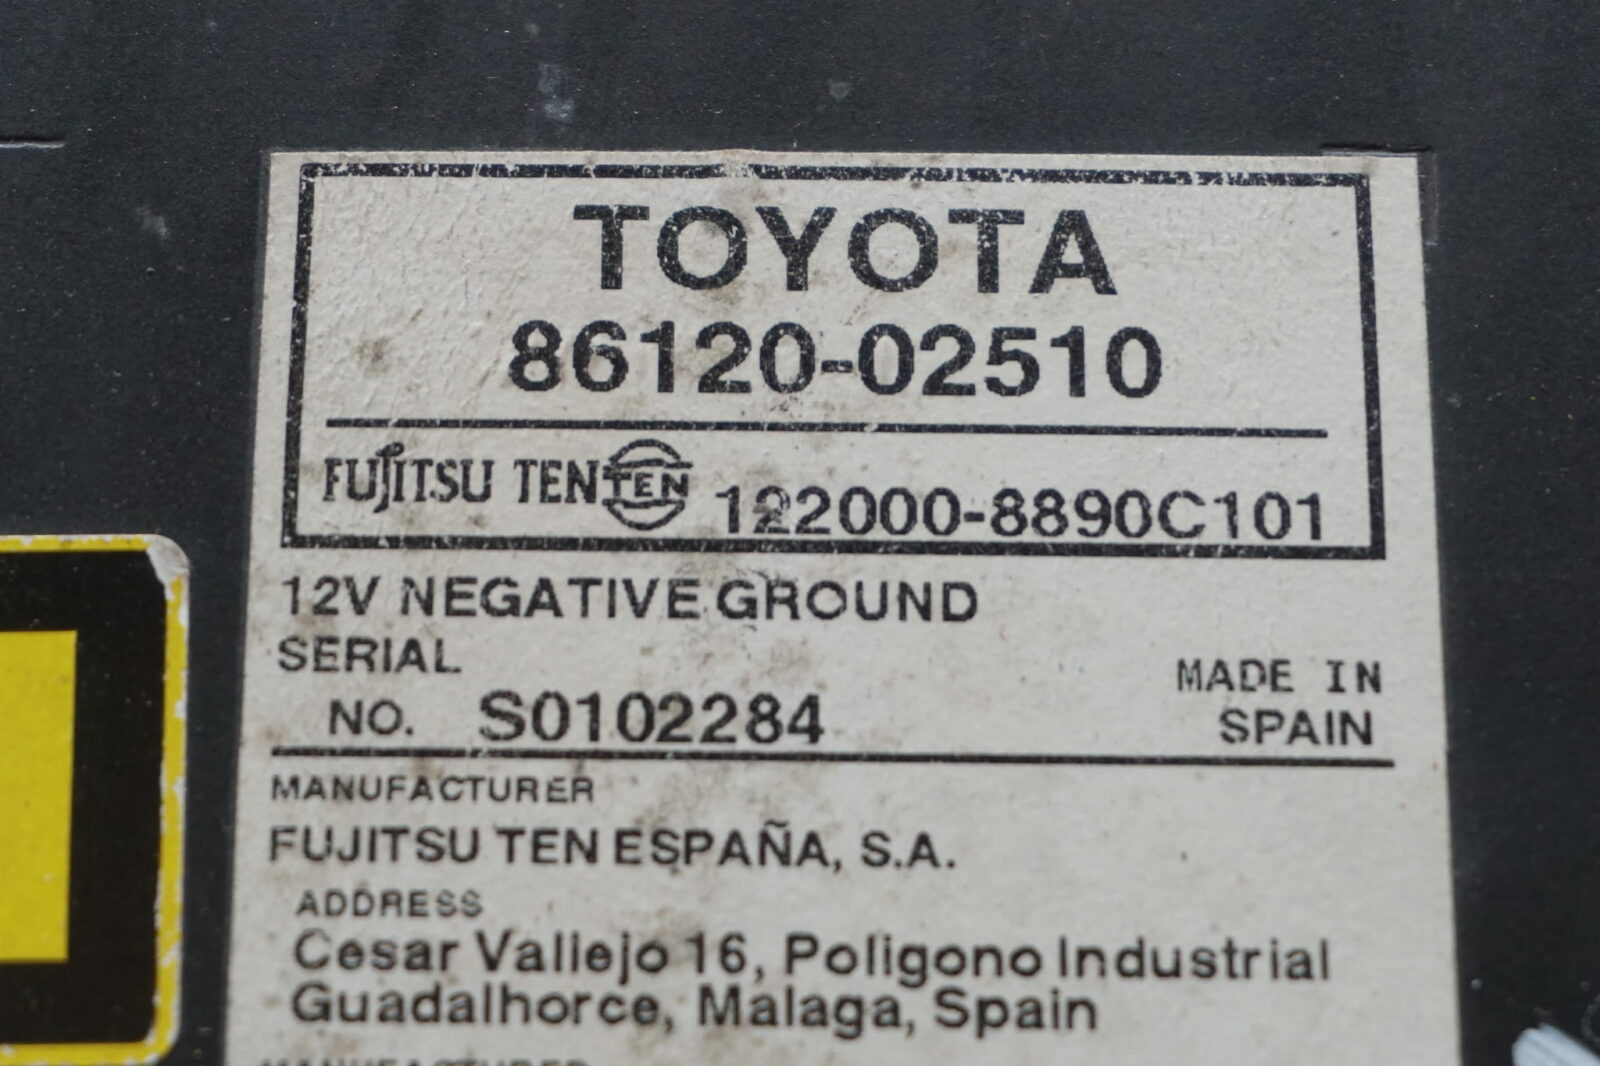 TOYOTA
86120-02510
FUJITSU TEN TEN 122000-8890C101
12V NEGATIVE GROUND
SERIAL
NO. S0102284
MADE IN
SPAIN
MANUFACTURER
FUJITSU TEN ESPAÑA, S.A.
ADDRESS
Cesar Vallejo 16, Poligono Industrial
Guadalhorce, Malaga, Spain
MANUFACTURED